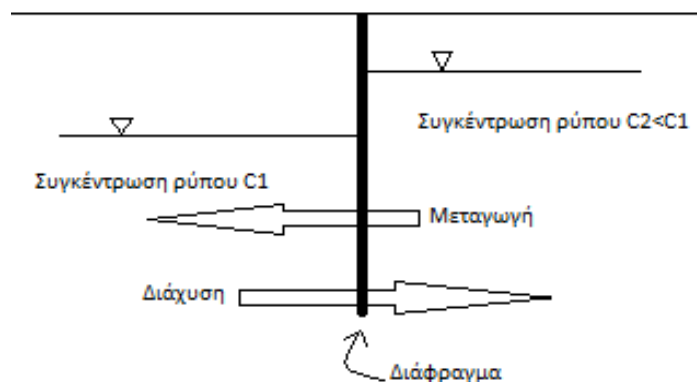 Συγκέντρωση ρύπου C2<C1
Συγκέντρωση ρύπου C1
Μεταγωγή
Διάχυση
Διάφραγμα